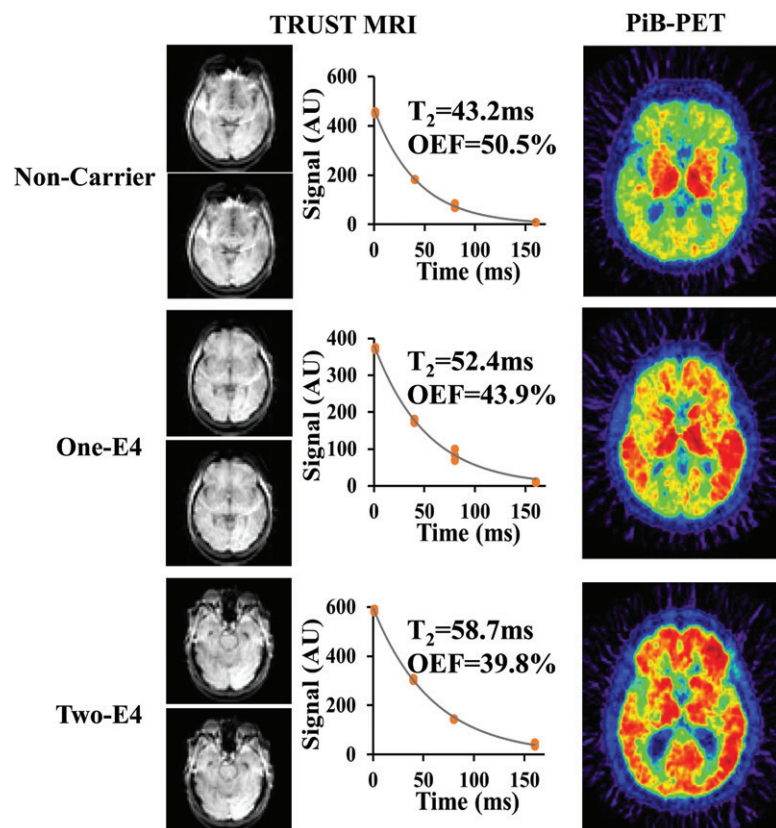 TRUST MRI
PiB-PET
Non-Carrier
Signal (AU)
600
400
200
0
T₂=43.2ms
OEF=50.5%
0 50 100 150
Time (ms)
One-E4
Signal (AU)
400
300
200
100
0
T₂=52.4ms
OEF=43.9%
0 50 100 150
Time (ms)
Two-E4
Signal (AU)
600
400
200
0
T₂=58.7ms
OEF=39.8%
0 50 100 150
Time (ms)